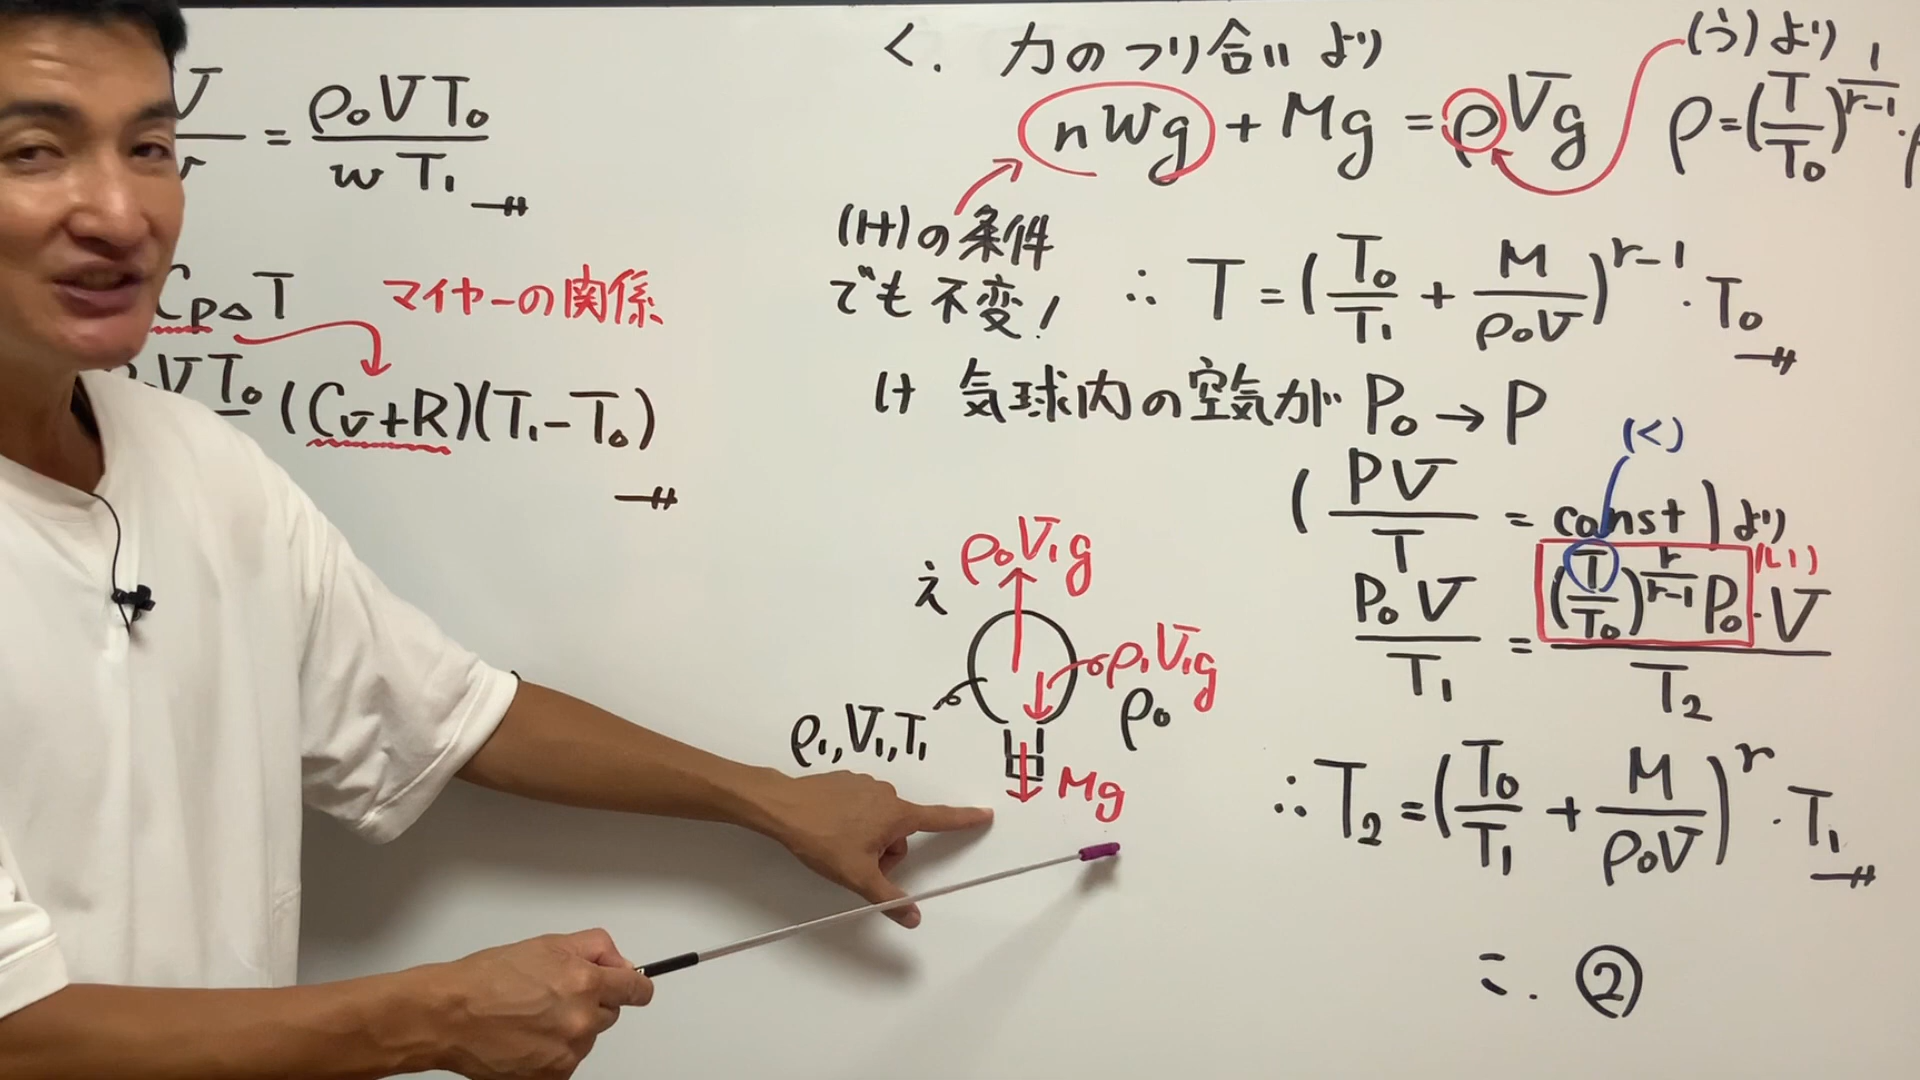 V = ρ₀VT₀ / wT₁
CpΔT マイヤーの関係
VT₀ (Cv+R)(T₁-T₀)
く. 力のつり合いより
(う)より
nWg + Mg = ρVg ρ=(T/T₀)^(1/(r-1))・
(け)の条件
でも不変!
∴ T = (T₀/T₁ + M/ρ₀V)^(r-1)・T₀
け 気球内の空気が P₀→P
(く)
(PV/T = const)より
P₀V/T₁ = (T/T₀)^(r/(r-1)) P₀・V / T₂ (い)
∴ T₂ = (T₀/T₁ + M/ρ₀V)^r・T₁
え ρ₀V₁g
ρ₁V₁g
ρ₀
ρ₁,V₁,T₁
Mg
こ. ②